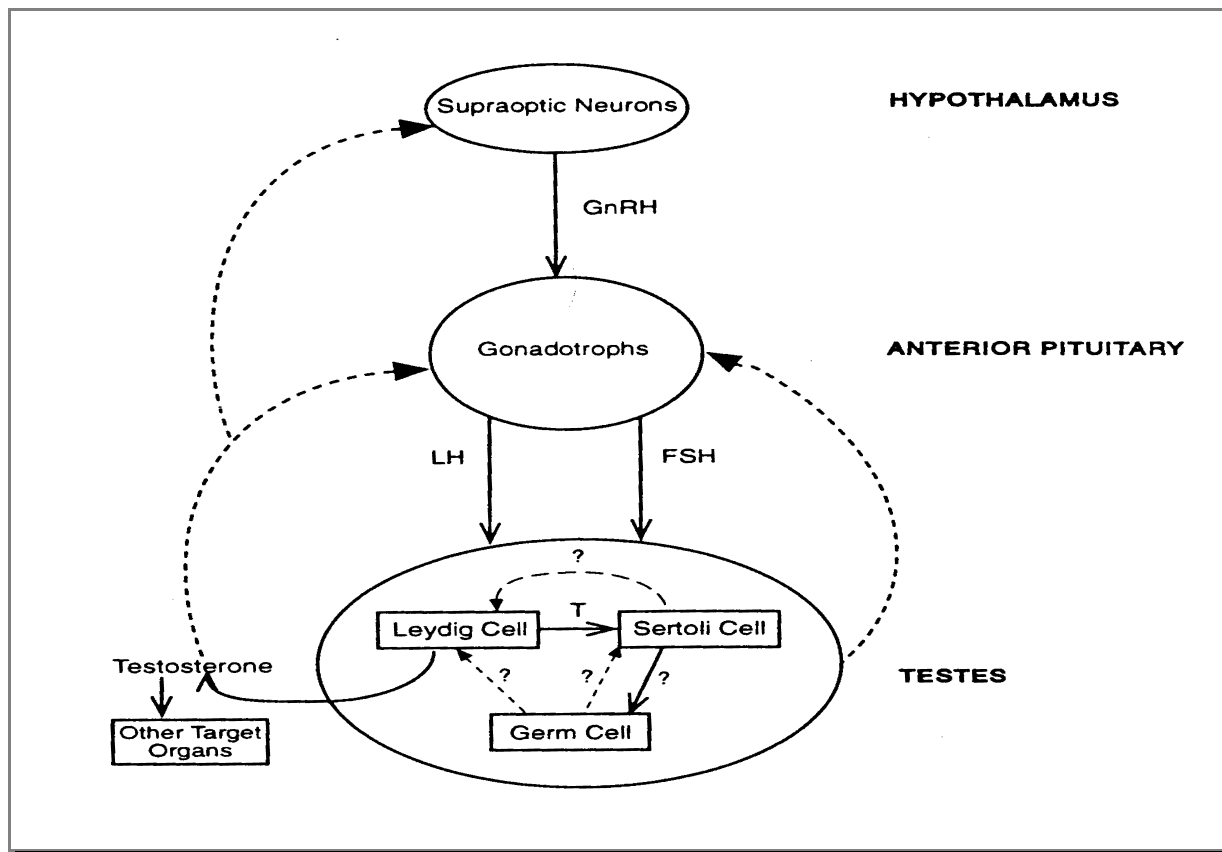 Supraoptic Neurons
HYPOTHALAMUS
GnRH
Gonadotrophs
ANTERIOR PITUITARY
LH
FSH
?
T
Leydig Cell
Sertoli Cell
?
?
?
Testosterone
TESTES
Germ Cell
Other Target
Organs